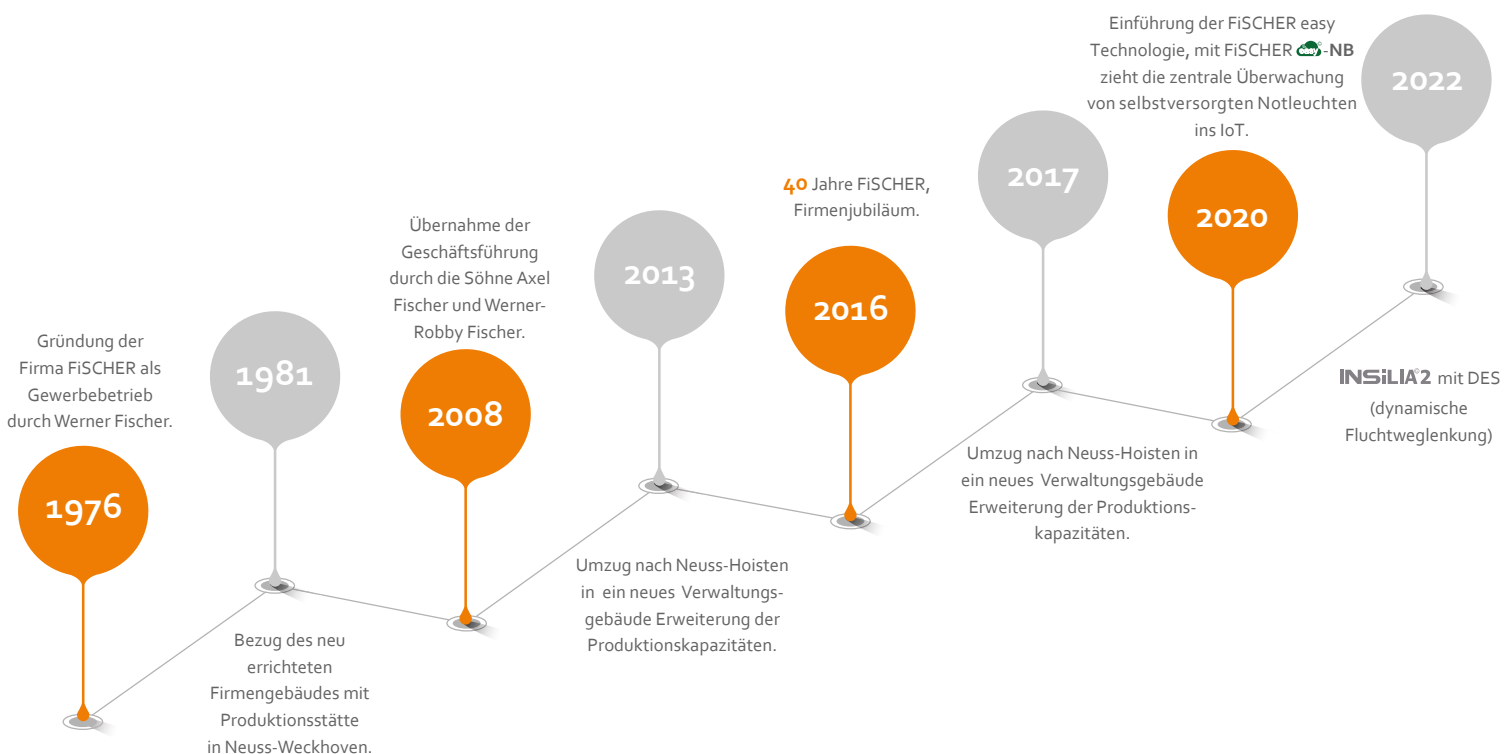 1976
Gründung der
Firma FiSCHER als
Gewerbebetrieb
durch Werner Fischer.
1981
Bezug des neu
errichteten
Firmengebäudes mit
Produktionsstätte
in Neuss-Weckhoven.
2008
Übernahme der
Geschäftsführung
durch die Söhne Axel
Fischer und Werner-
Robby Fischer.
2013
Umzug nach Neuss-Hoisten
in ein neues Verwaltungs-
gebäude Erweiterung der
Produktionskapazitäten.
2016
40 Jahre FiSCHER,
Firmenjubiläum.
2017
Umzug nach Neuss-Hoisten in
ein neues Verwaltungsgebäude
Erweiterung der Produktions-
kapazitäten.
2020
Einführung der FiSCHER easy
Technologie, mit FiSCHER easy-NB
zieht die zentrale Überwachung
von selbstversorgten Notleuchten
ins IoT.
2022
INSiLIA®2 mit DES
(dynamische
Fluchtweglenkung)